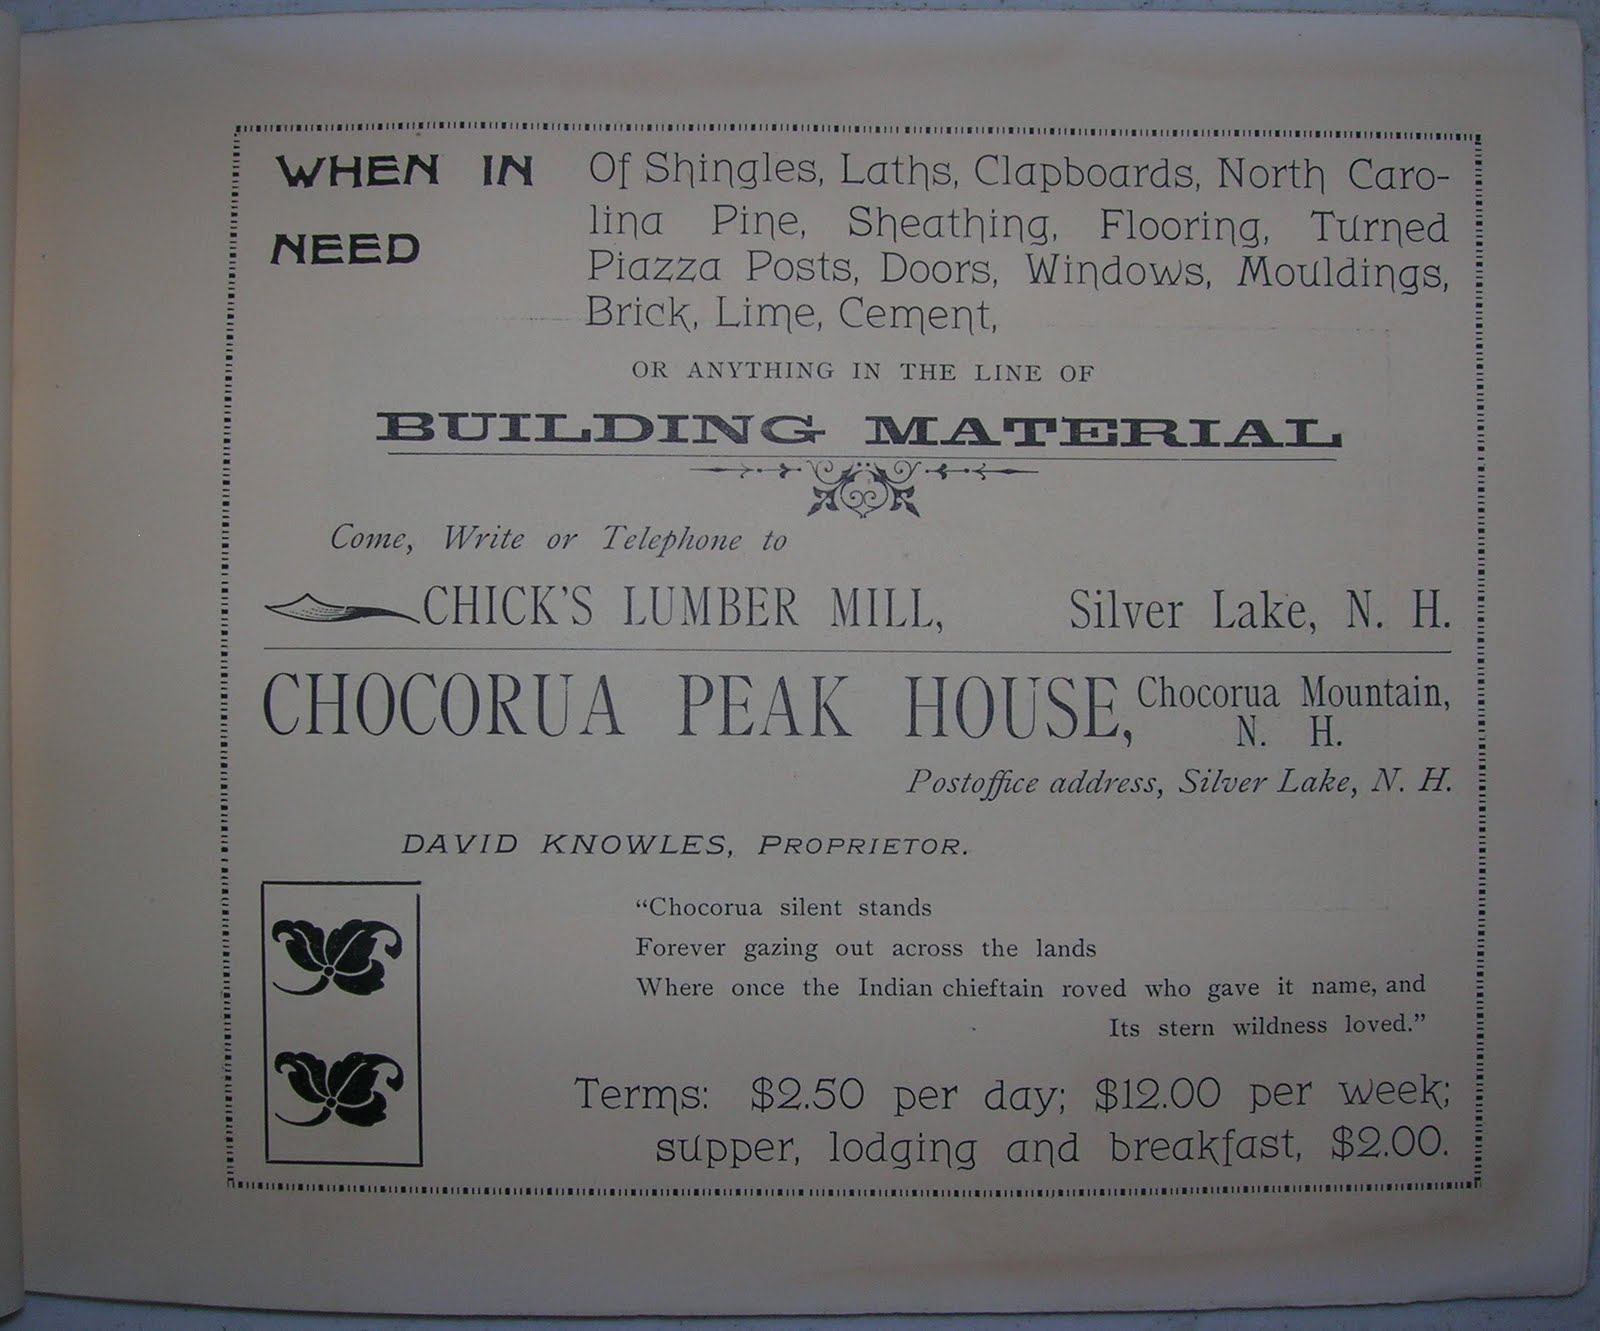 WHEN IN
NEED
Of Shingles, Laths, Clapboards, North Caro-
lina Pine, Sheathing, Flooring, Turned
Piazza Posts, Doors, Windows, Mouldings,
Brick, Lime, Cement,
OR ANYTHING IN THE LINE OF
BUILDING MATERIAL
Come, Write or Telephone to
CHICK'S LUMBER MILL, Silver Lake, N. H.
CHOCORUA PEAK HOUSE, Chocorua Mountain,
N. H.
Postoffice address, Silver Lake, N. H.
DAVID KNOWLES, PROPRIETOR.
"Chocorua silent stands
Forever gazing out across the lands
Where once the Indian chieftain roved who gave it name, and
Its stern wildness loved."
Terms: $2.50 per day; $12.00 per week;
supper, lodging and breakfast, $2.00.